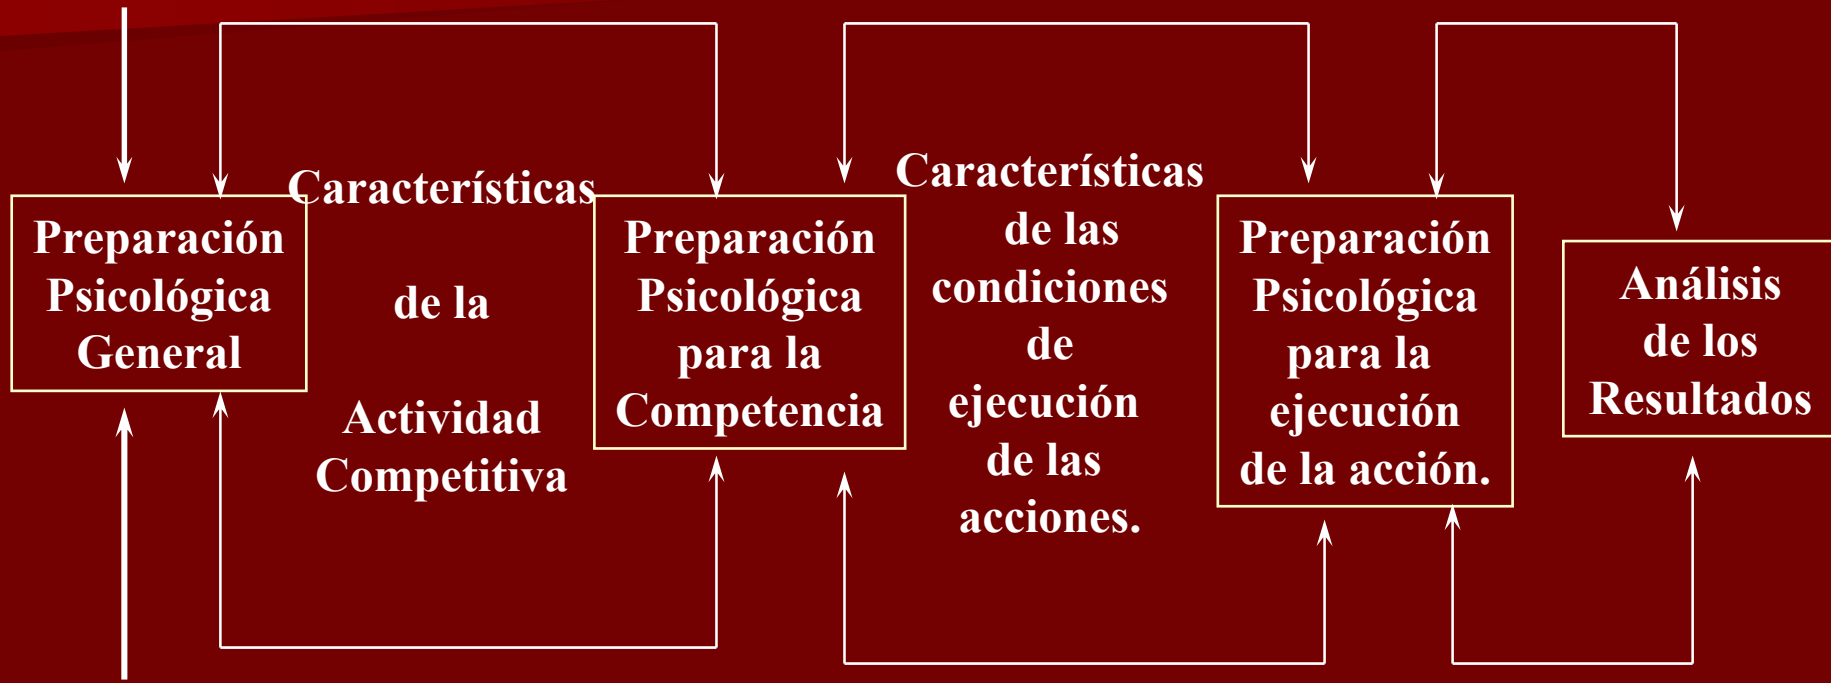 Preparación
Psicológica
General
Características
de la
Actividad
Competitiva
Preparación
Psicológica
para la
Competencia
Características
de las
condiciones
de
ejecución
de las
acciones.
Preparación
Psicológica
para la
ejecución
de la acción.
Análisis
de los
Resultados